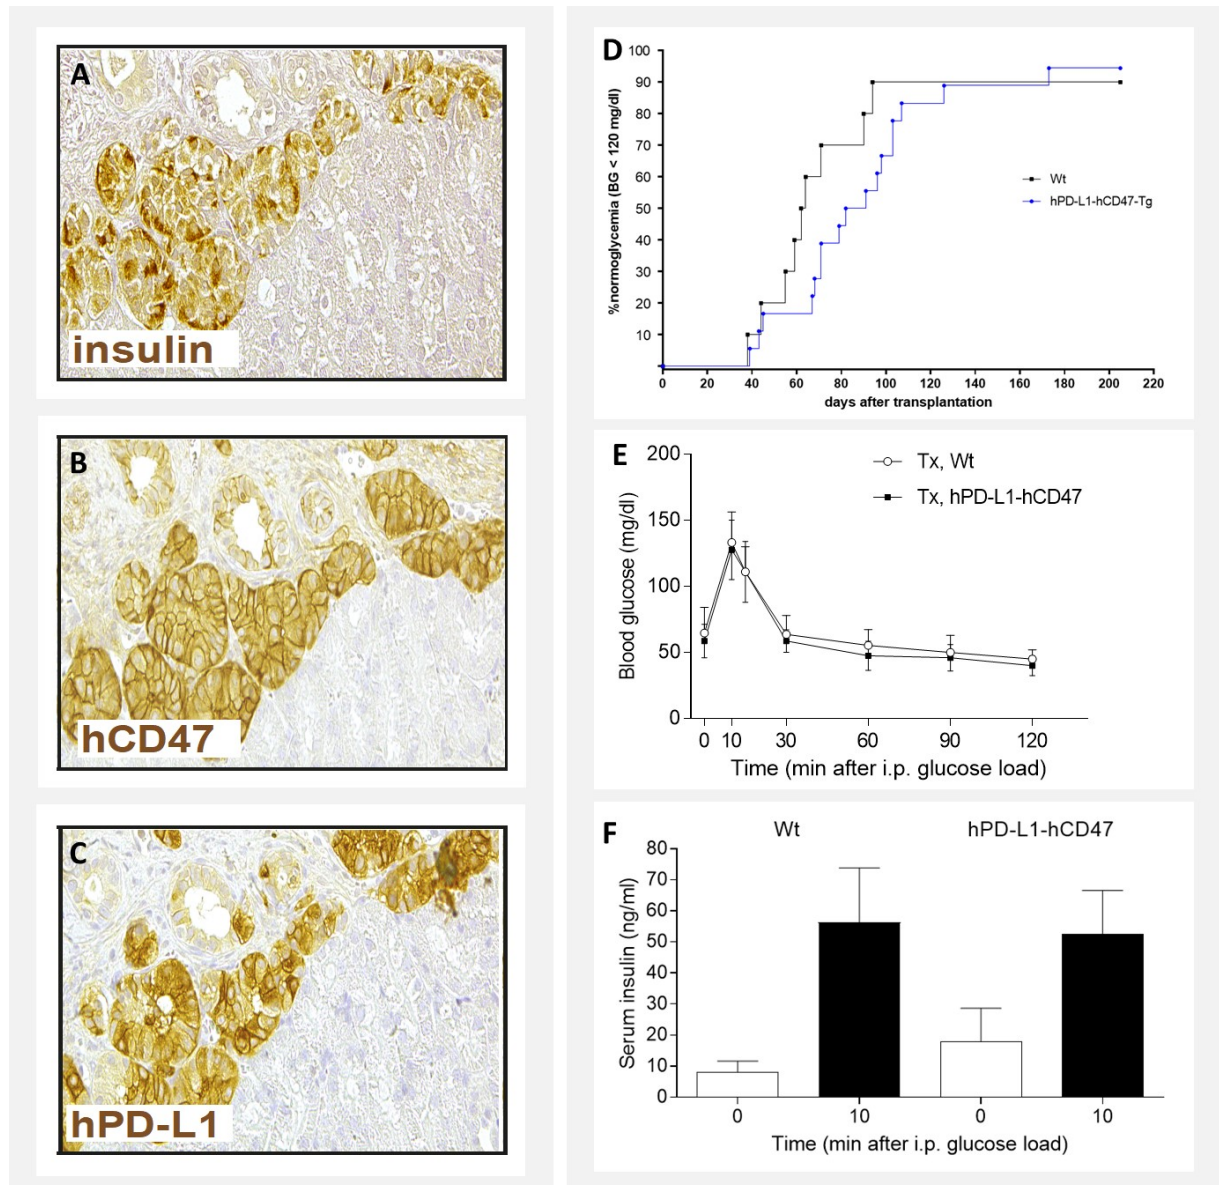 A
insulin
B
hCD47
C
hPD-L1
D
%normoglycemia (BG < 120 mg/dl)
100
90
80
70
60
50
40
30
20
10
Wt
hPD-L1-hCD47-Tg
0 20 40 60 80 100 120 140 160 180 200 220
days after transplantation
E
Blood glucose (mg/dl)
200
150
100
50
0
Tx, Wt
Tx, hPD-L1-hCD47
0 10 30 60 90 120
Time (min after i.p. glucose load)
F
Wt hPD-L1-hCD47
Serum insulin (ng/ml)
80
70
60
50
40
30
20
10
0
0 10 0 10
Time (min after i.p. glucose load)